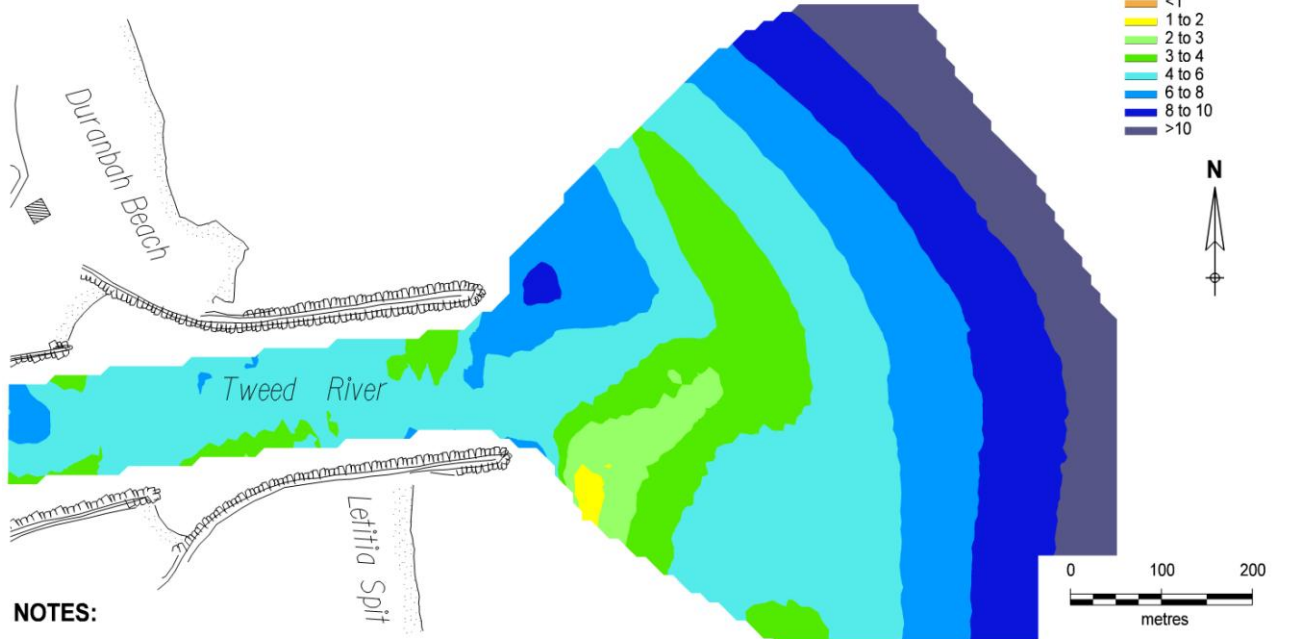 <1
1 to 2
2 to 3
3 to 4
4 to 6
6 to 8
8 to 10
>10
N
Duranbah Beach
Tweed River
Letitia Spit
0 100 200
metres
NOTES: